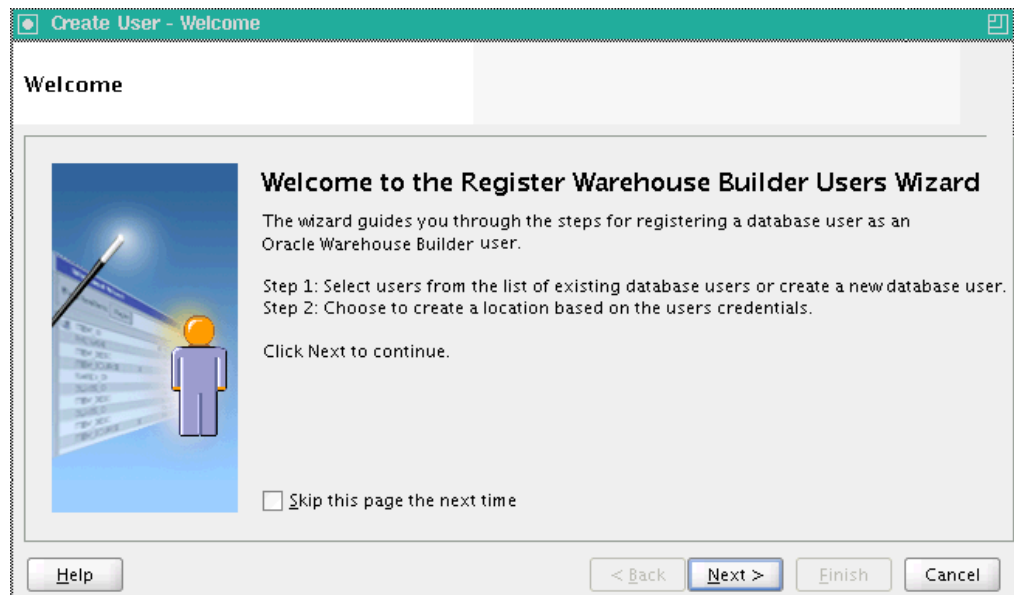 Create User - Welcome
Welcome
Welcome to the Register Warehouse Builder Users Wizard
The wizard guides you through the steps for registering a database user as an
Oracle Warehouse Builder user.
Step 1: Select users from the list of existing database users or create a new database user.
Step 2: Choose to create a location based on the users credentials.
Click Next to continue.
Skip this page the next time
Help
< Back
Next >
Finish
Cancel